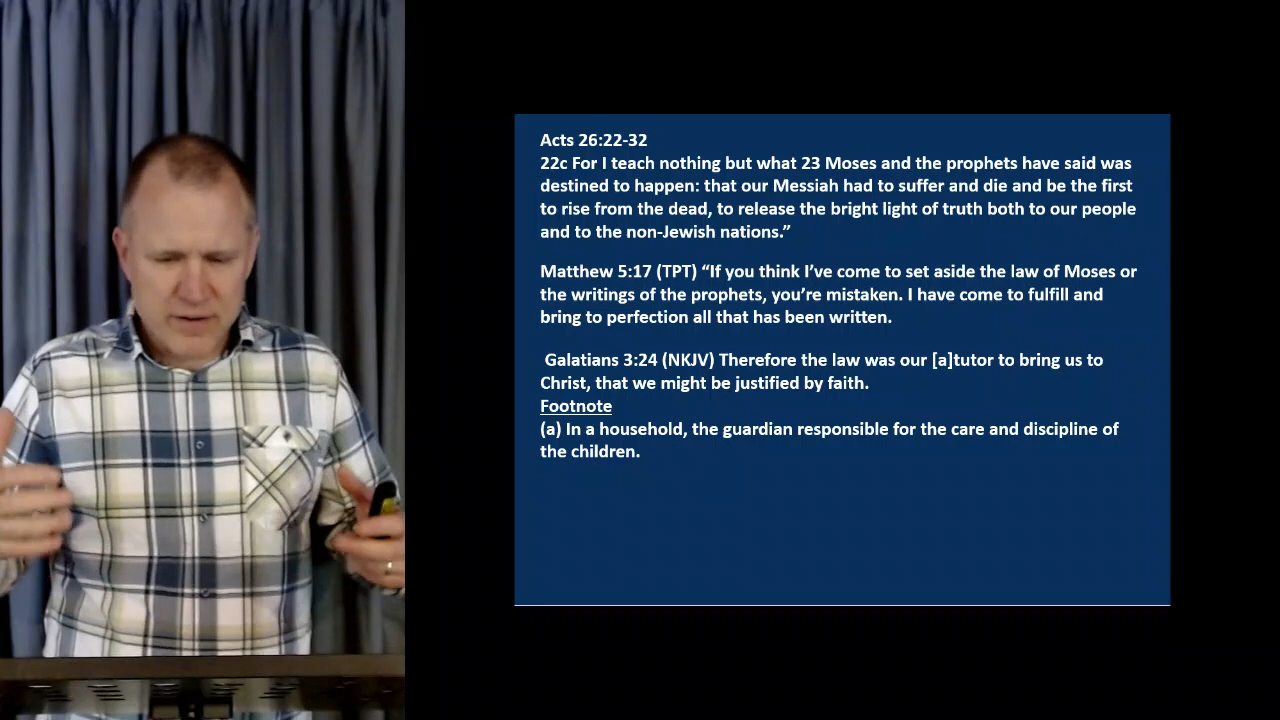 Acts 26:22-32
22c For I teach nothing but what 23 Moses and the prophets have said was
destined to happen: that our Messiah had to suffer and die and be the first
to rise from the dead, to release the bright light of truth both to our people
and to the non-Jewish nations.”
Matthew 5:17 (TPT) “If you think I’ve come to set aside the law of Moses or
the writings of the prophets, you’re mistaken. I have come to fulfill and
bring to perfection all that has been written.
Galatians 3:24 (NKJV) Therefore the law was our [a]tutor to bring us to
Christ, that we might be justified by faith.
Footnote
(a) In a household, the guardian responsible for the care and discipline of
the children.